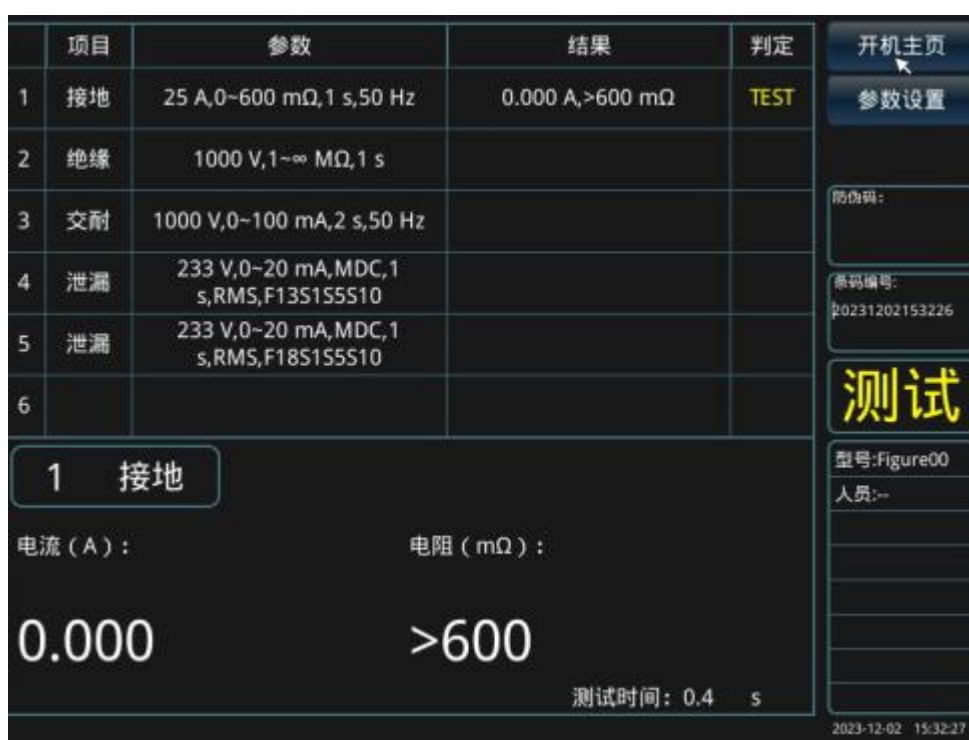 项目 参数 结果 判定 开机主页
1 接地 25 A,0~600 mΩ,1 s,50 Hz 0.000 A,>600 mΩ TEST 参数设置
2 绝缘 1000 V,1~∞ MΩ,1 s
3 交耐 1000 V,0~100 mA,2 s,50 Hz
4 泄漏 233 V,0~20 mA,MDC,1
s,RMS,F13S1S5S10
5 泄漏 233 V,0~20 mA,MDC,1
s,RMS,F18S1S5S10
6
防伪码:
条码编号:
20231202153226
测试
型号:Figure00
人员:--
1 接地
电流(A): 电阻(mΩ):
0.000 >600
测试时间: 0.4 s
2023-12-02 15:32:27